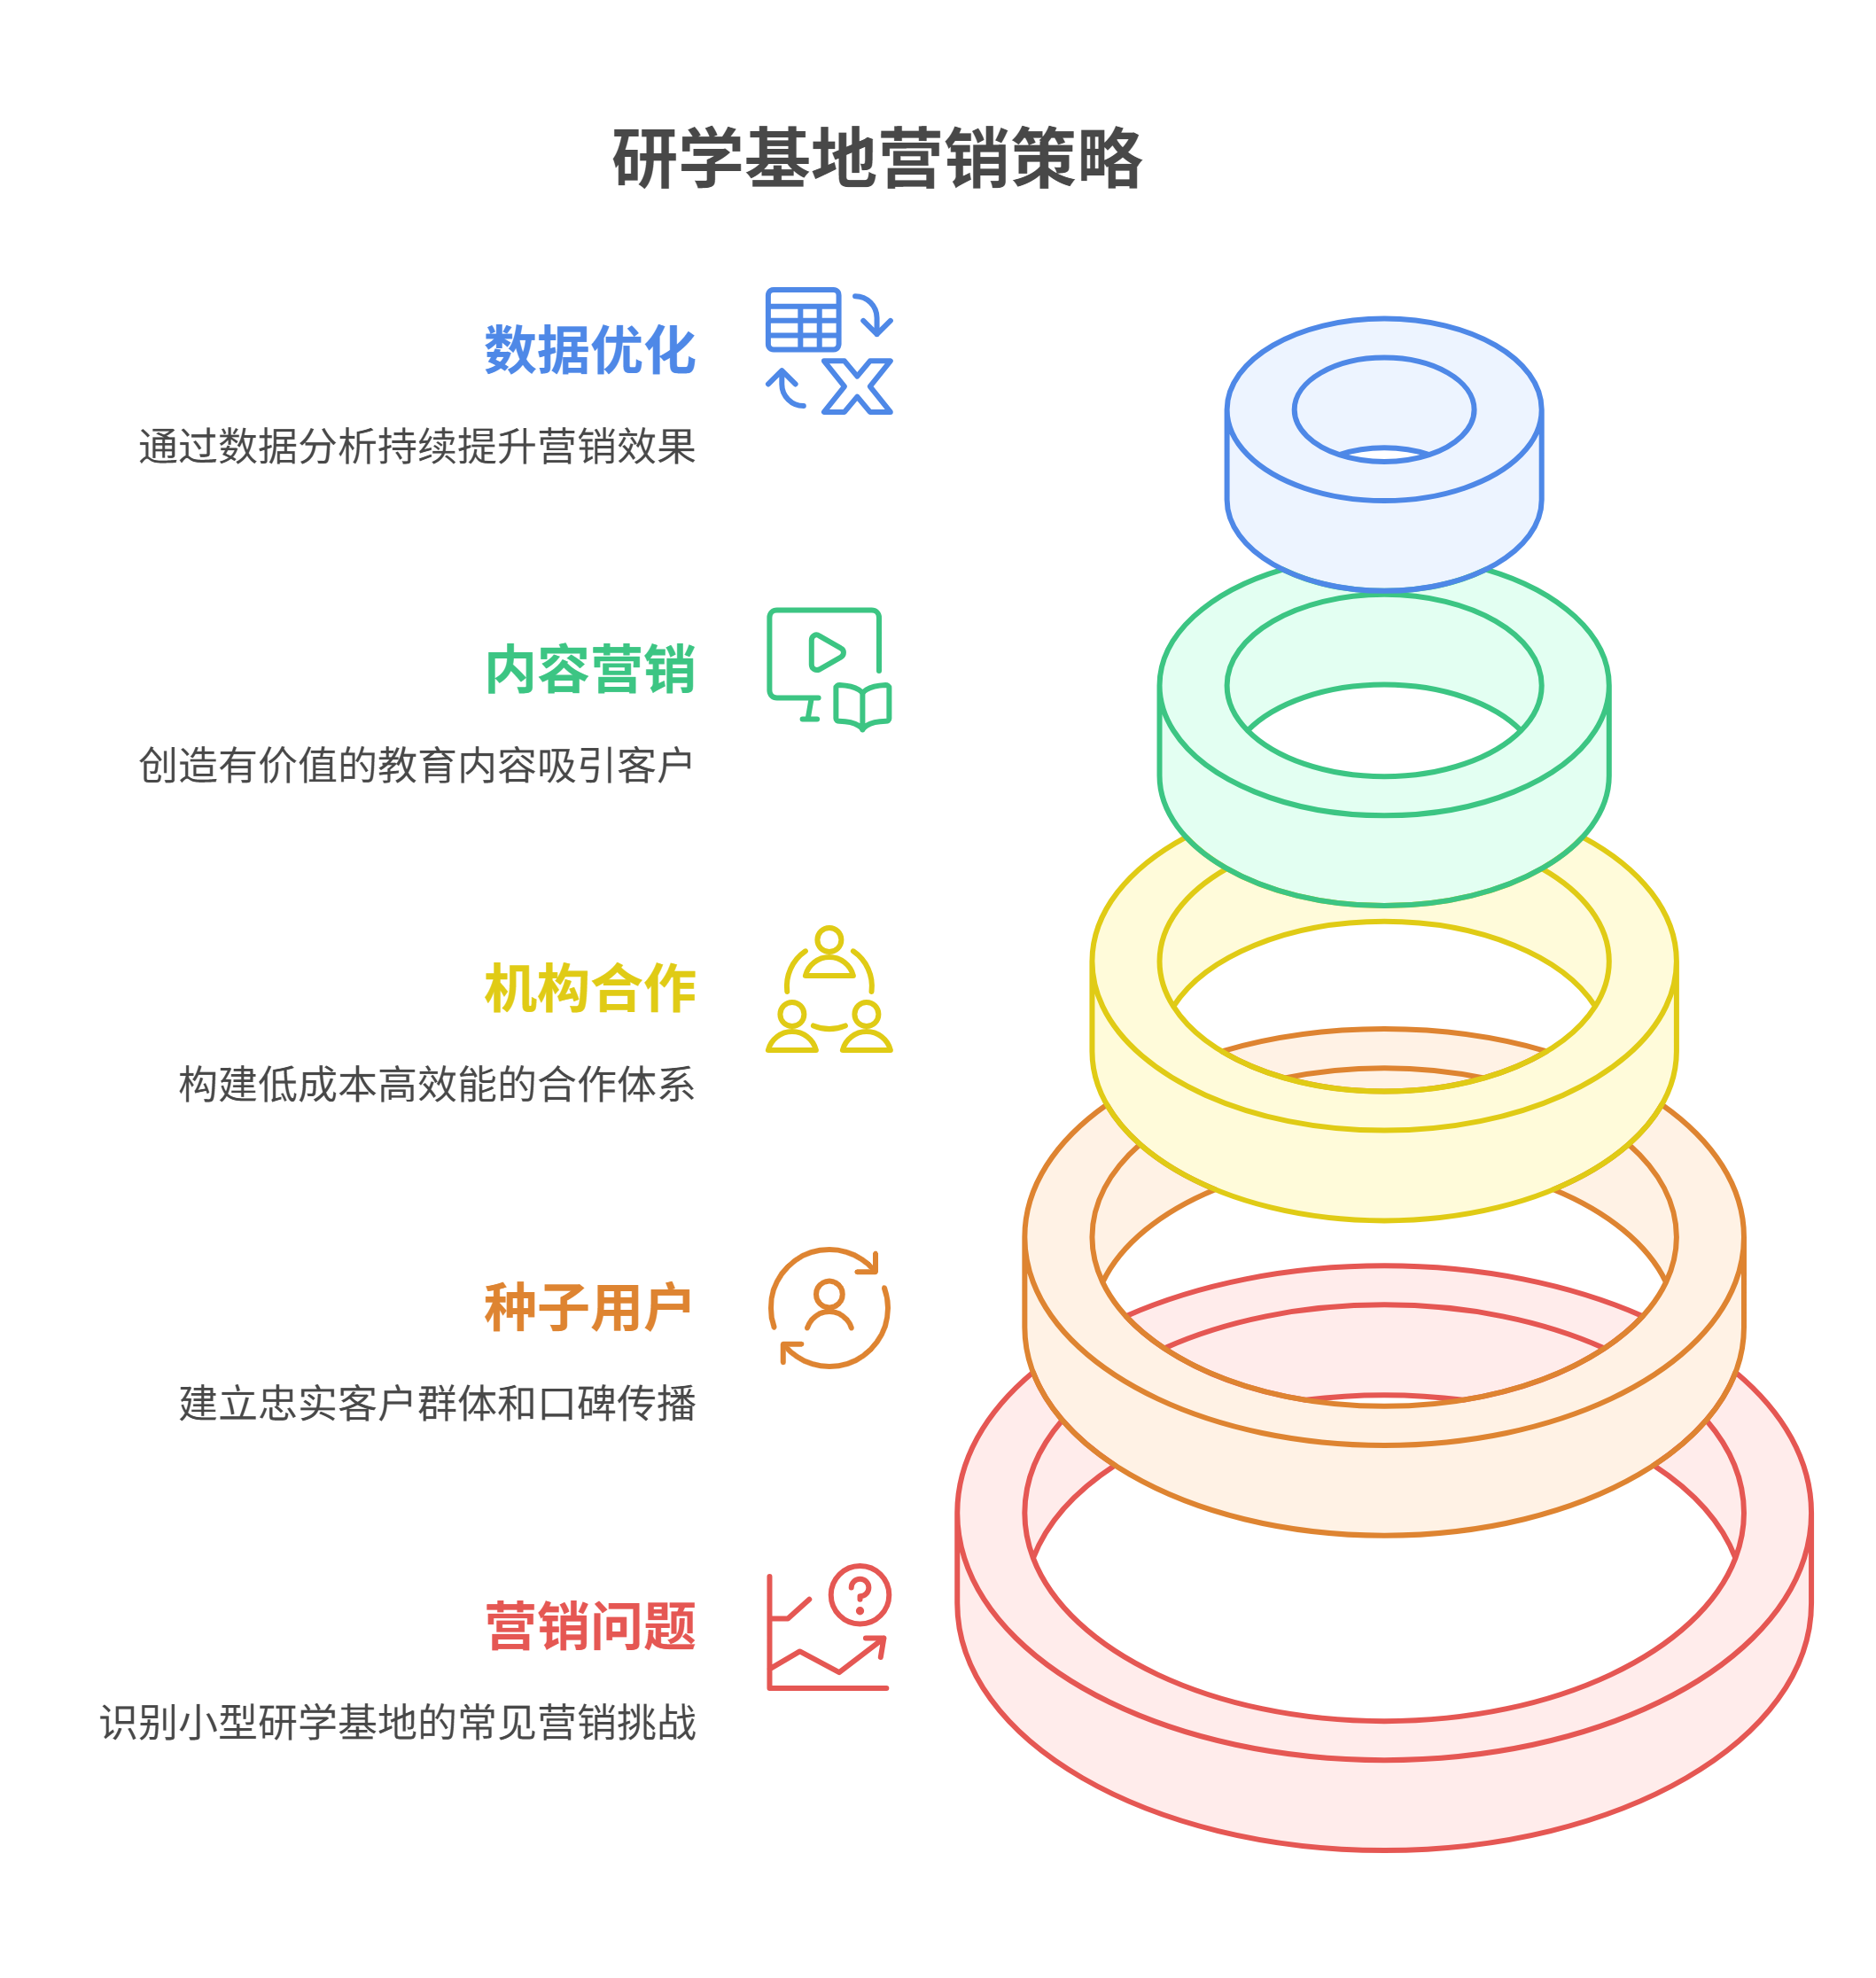 研学基地营销策略
数据优化
通过数据分析持续提升营销效果
内容营销
创造有价值的教育内容吸引客户
机构合作
构建低成本高效能的合作体系
种子用户
建立忠实客户群体和口碑传播
营销问题
识别小型研学基地的常见营销挑战